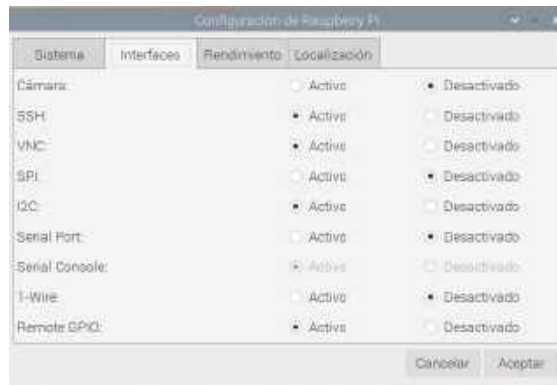 Configuración de Raspberry Pi
Sistema Interfaces Rendimiento Localización
Cámara: Activo Desactivado
SSH: Activo Desactivado
VNC: Activo Desactivado
SPI: Activo Desactivado
I2C: Activo Desactivado
Serial Port: Activo Desactivado
Serial Console: Activo Desactivado
1-Wire: Activo Desactivado
Remote GPIO: Activo Desactivado
Cancelar Aceptar